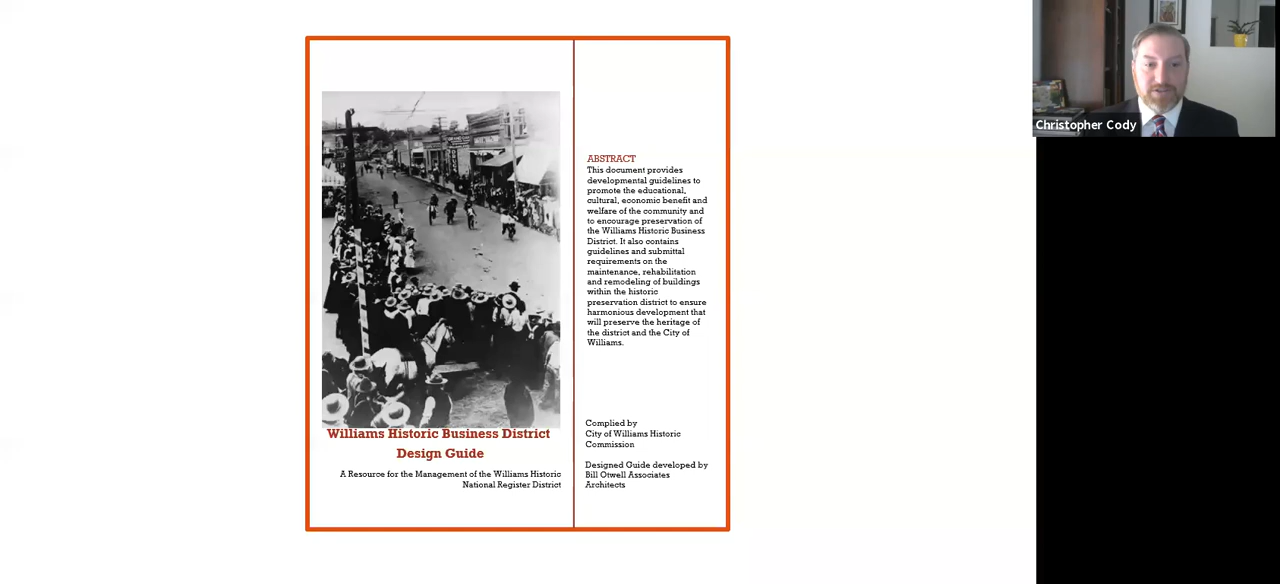 Christopher Cody
ABSTRACT
This document provides
developmental guidelines to
promote the educational,
cultural, economic benefit and
welfare of the community and
to encourage preservation of
the Williams Historic Business
District. It also contains
guidelines and submittal
requirements on the
maintenance, rehabilitation
and remodeling of buildings
within the historic
preservation district to ensure
harmonious development that
will preserve the heritage of
the district and the City of
Williams.
Williams Historic Business District
Design Guide
A Resource for the Management of the Williams Historic
National Register District
Complied by
City of Williams Historic
Commission
Designed Guide developed by
Bill Otwell Associates
Architects